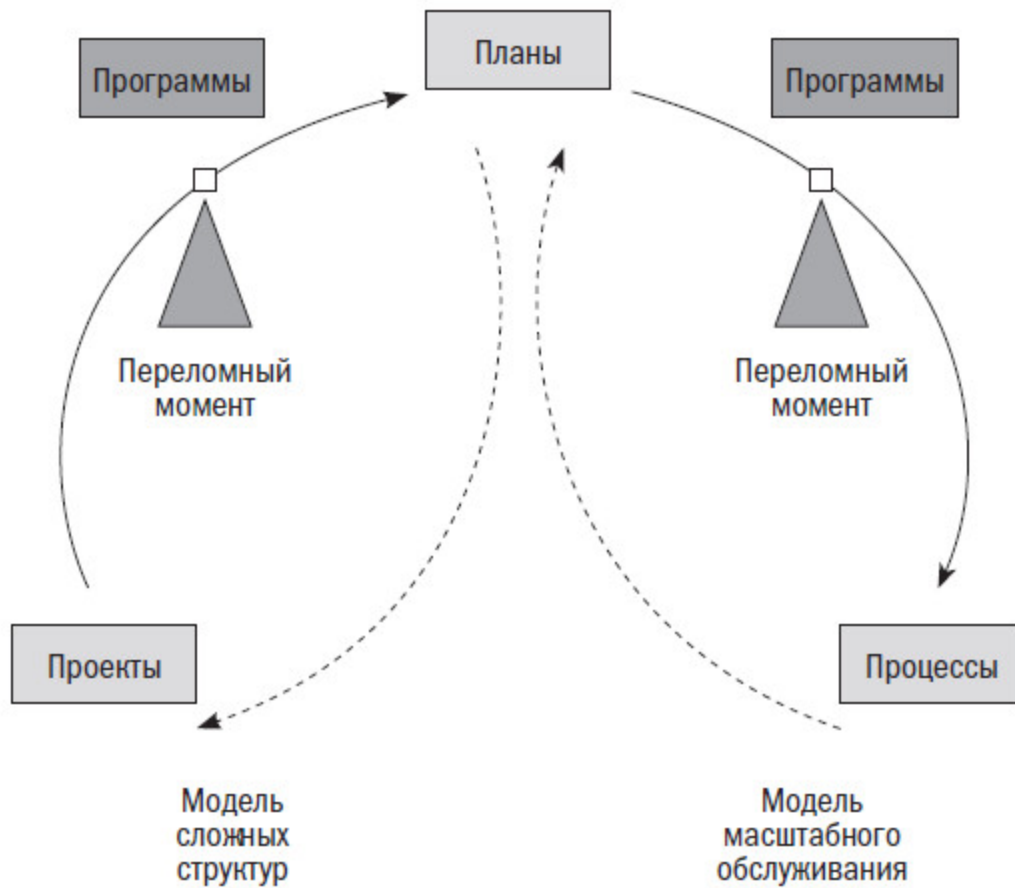 Планы
Программы
Программы
Переломный
момент
Переломный
момент
Проекты
Процессы
Модель
сложных
структур
Модель
масштабного
обслуживания